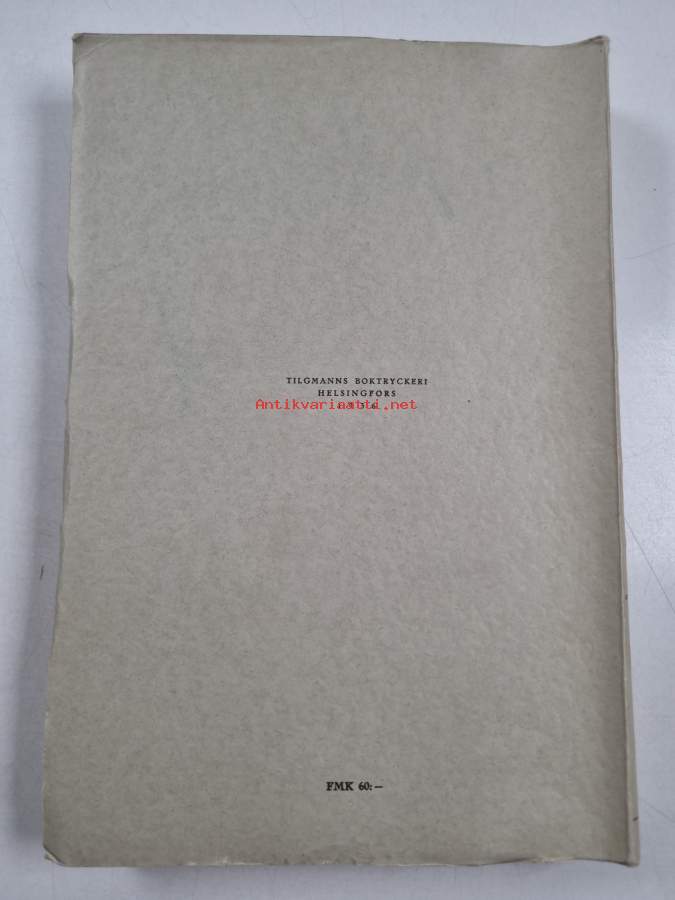 TILGMANNS BOKTRYCKERI
HELSINGFORS
Antikvariaatti.net
FMK 60:—